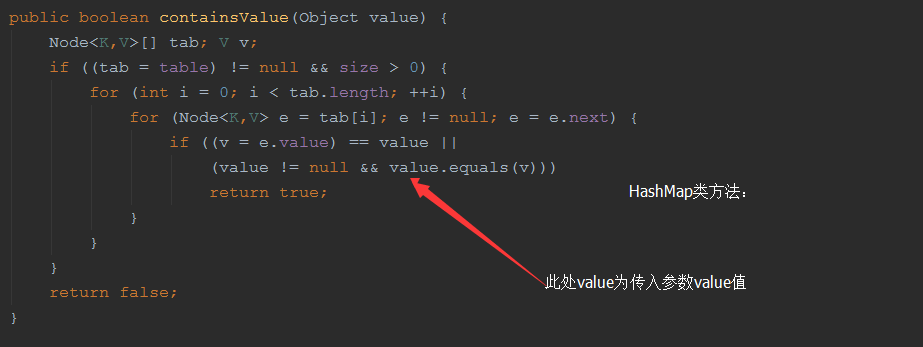 public boolean containsValue(Object value) {
Node<K,V>[] tab; V v;
if ((tab = table) != null && size > 0) {
for (int i = 0; i < tab.length; ++i) {
for (Node<K,V> e = tab[i]; e != null; e = e.next) {
if ((v = e.value) == value ||
(value != null && value.equals(v)))
return true;
HashMap类方法：
}
}
此处value为传入参数value值
}
return false;
}